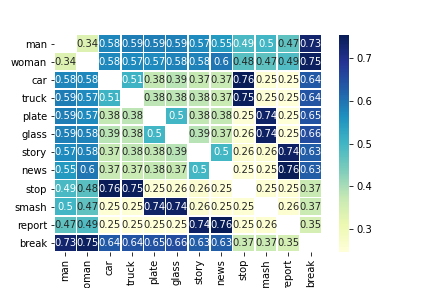 man 0.34 0.58 0.59 0.59 0.59 0.57 0.55 0.49 0.5 0.47 0.73
woman 0.34 0.58 0.57 0.57 0.58 0.58 0.6 0.48 0.47 0.49 0.75
car 0.58 0.58 0.51 0.38 0.39 0.37 0.37 0.76 0.25 0.25 0.64
truck 0.59 0.57 0.51 0.38 0.38 0.38 0.37 0.75 0.25 0.25 0.64
plate 0.59 0.57 0.38 0.38 0.5 0.38 0.38 0.25 0.74 0.25 0.65
glass 0.59 0.58 0.39 0.38 0.5 0.39 0.37 0.26 0.74 0.25 0.66
story 0.57 0.58 0.37 0.38 0.38 0.39 0.5 0.26 0.26 0.74 0.63
news 0.55 0.6 0.37 0.37 0.38 0.37 0.5 0.25 0.25 0.76 0.63
stop 0.49 0.48 0.76 0.75 0.25 0.26 0.26 0.25 0.25 0.25 0.37
smash 0.5 0.47 0.25 0.25 0.74 0.74 0.26 0.25 0.25 0.26 0.37
report 0.47 0.49 0.25 0.25 0.25 0.25 0.74 0.76 0.25 0.26 0.35
break 0.73 0.75 0.64 0.64 0.65 0.66 0.63 0.63 0.37 0.37 0.35
man oman car truck plate glass story news stop mash report break
0.7
0.6
0.5
0.4
0.3